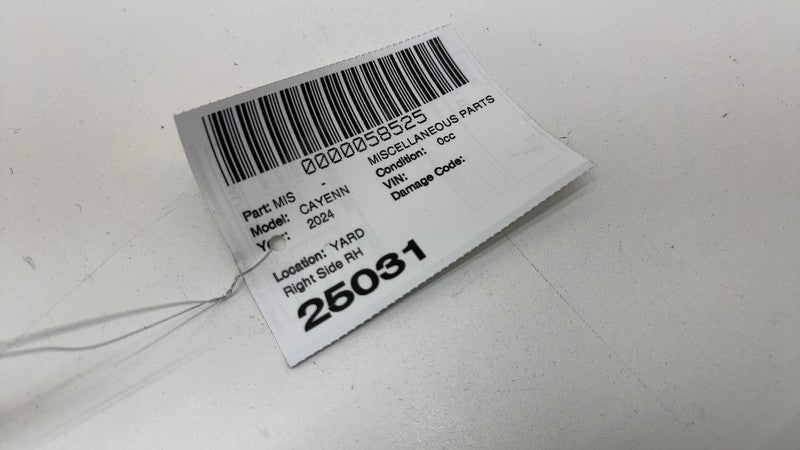 0000058525
Part: MIS - MISCELLANEOUS PARTS
Model: CAYENN Condition: 0cc
Year: 2024 VIN:
Damage Code:
Location: YARD
Right Side RH
25031